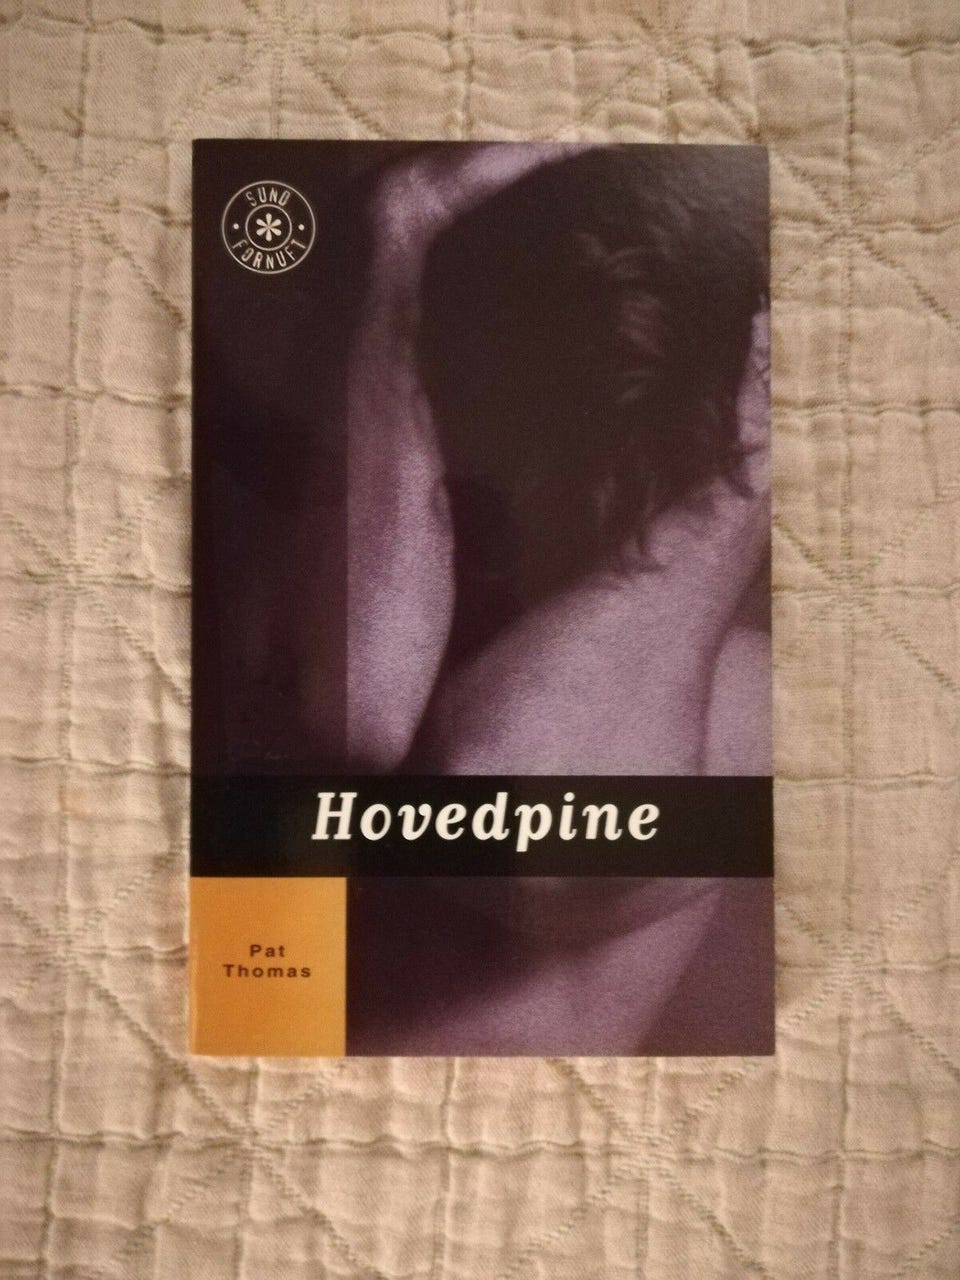 SUND
FORNUFT
Hovedpine
Pat
Thomas